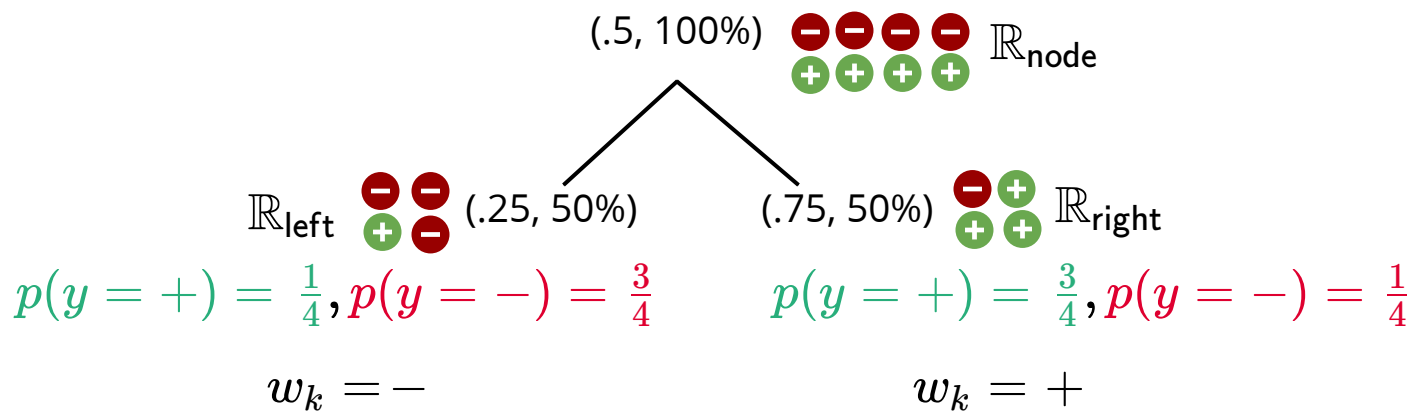 (.5, 100%) − − − − ℝnode
+ + + +
ℝleft − − + − (.25, 50%)
(.75, 50%) − + + + ℝright
p(y = +) = 1/4, p(y = −) = 3/4
p(y = +) = 3/4, p(y = −) = 1/4
wₖ = −
wₖ = +